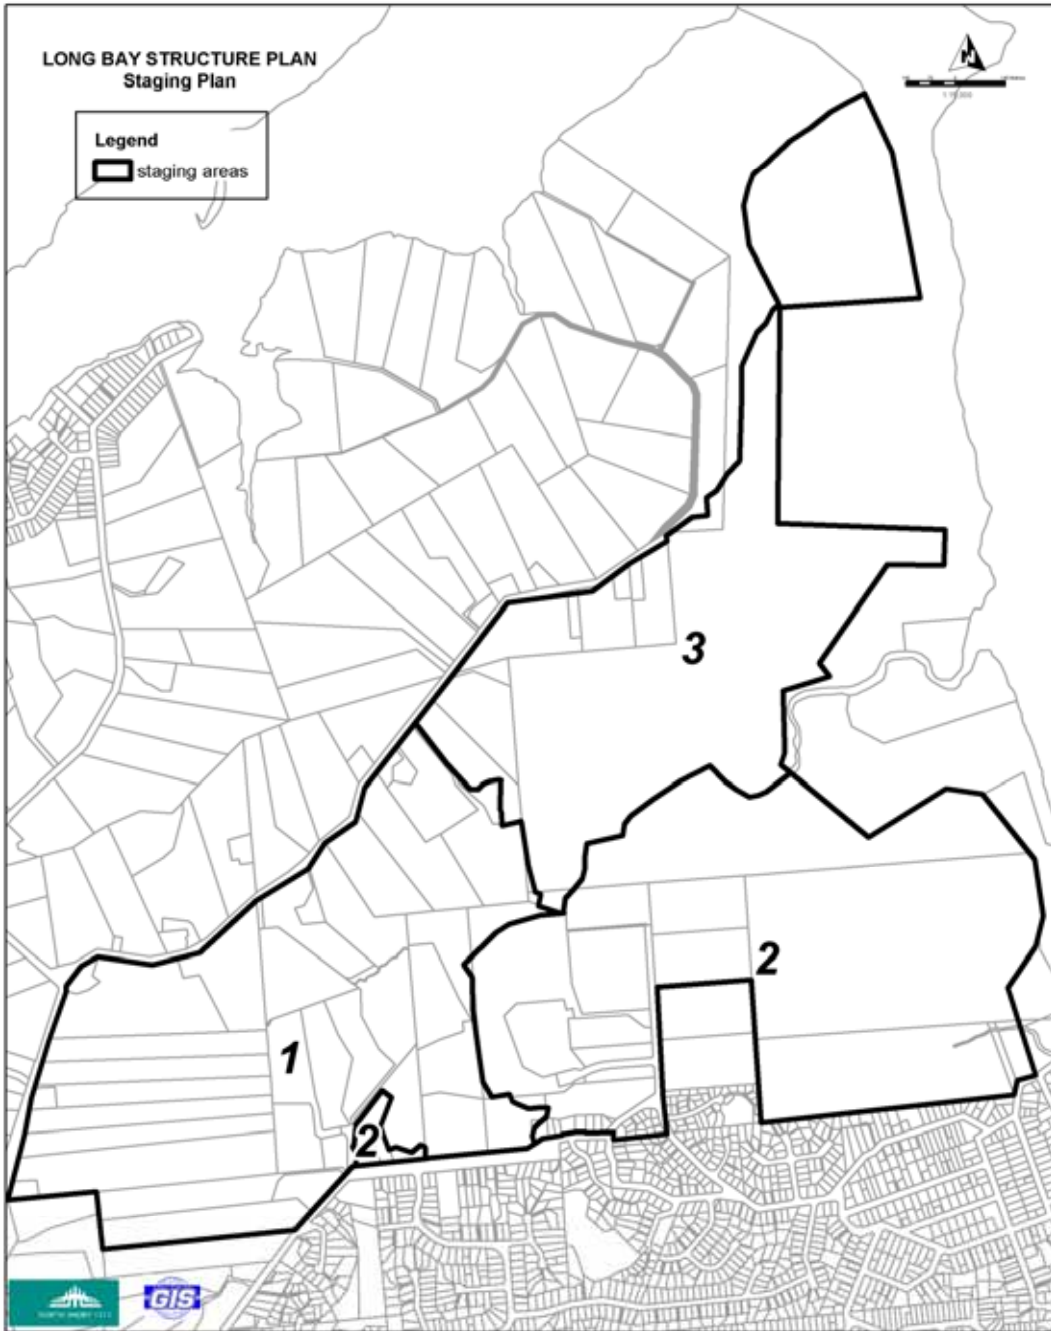 LONG BAY STRUCTURE PLAN
Staging Plan
Legend
staging areas
N
3
2
1
2
GIS